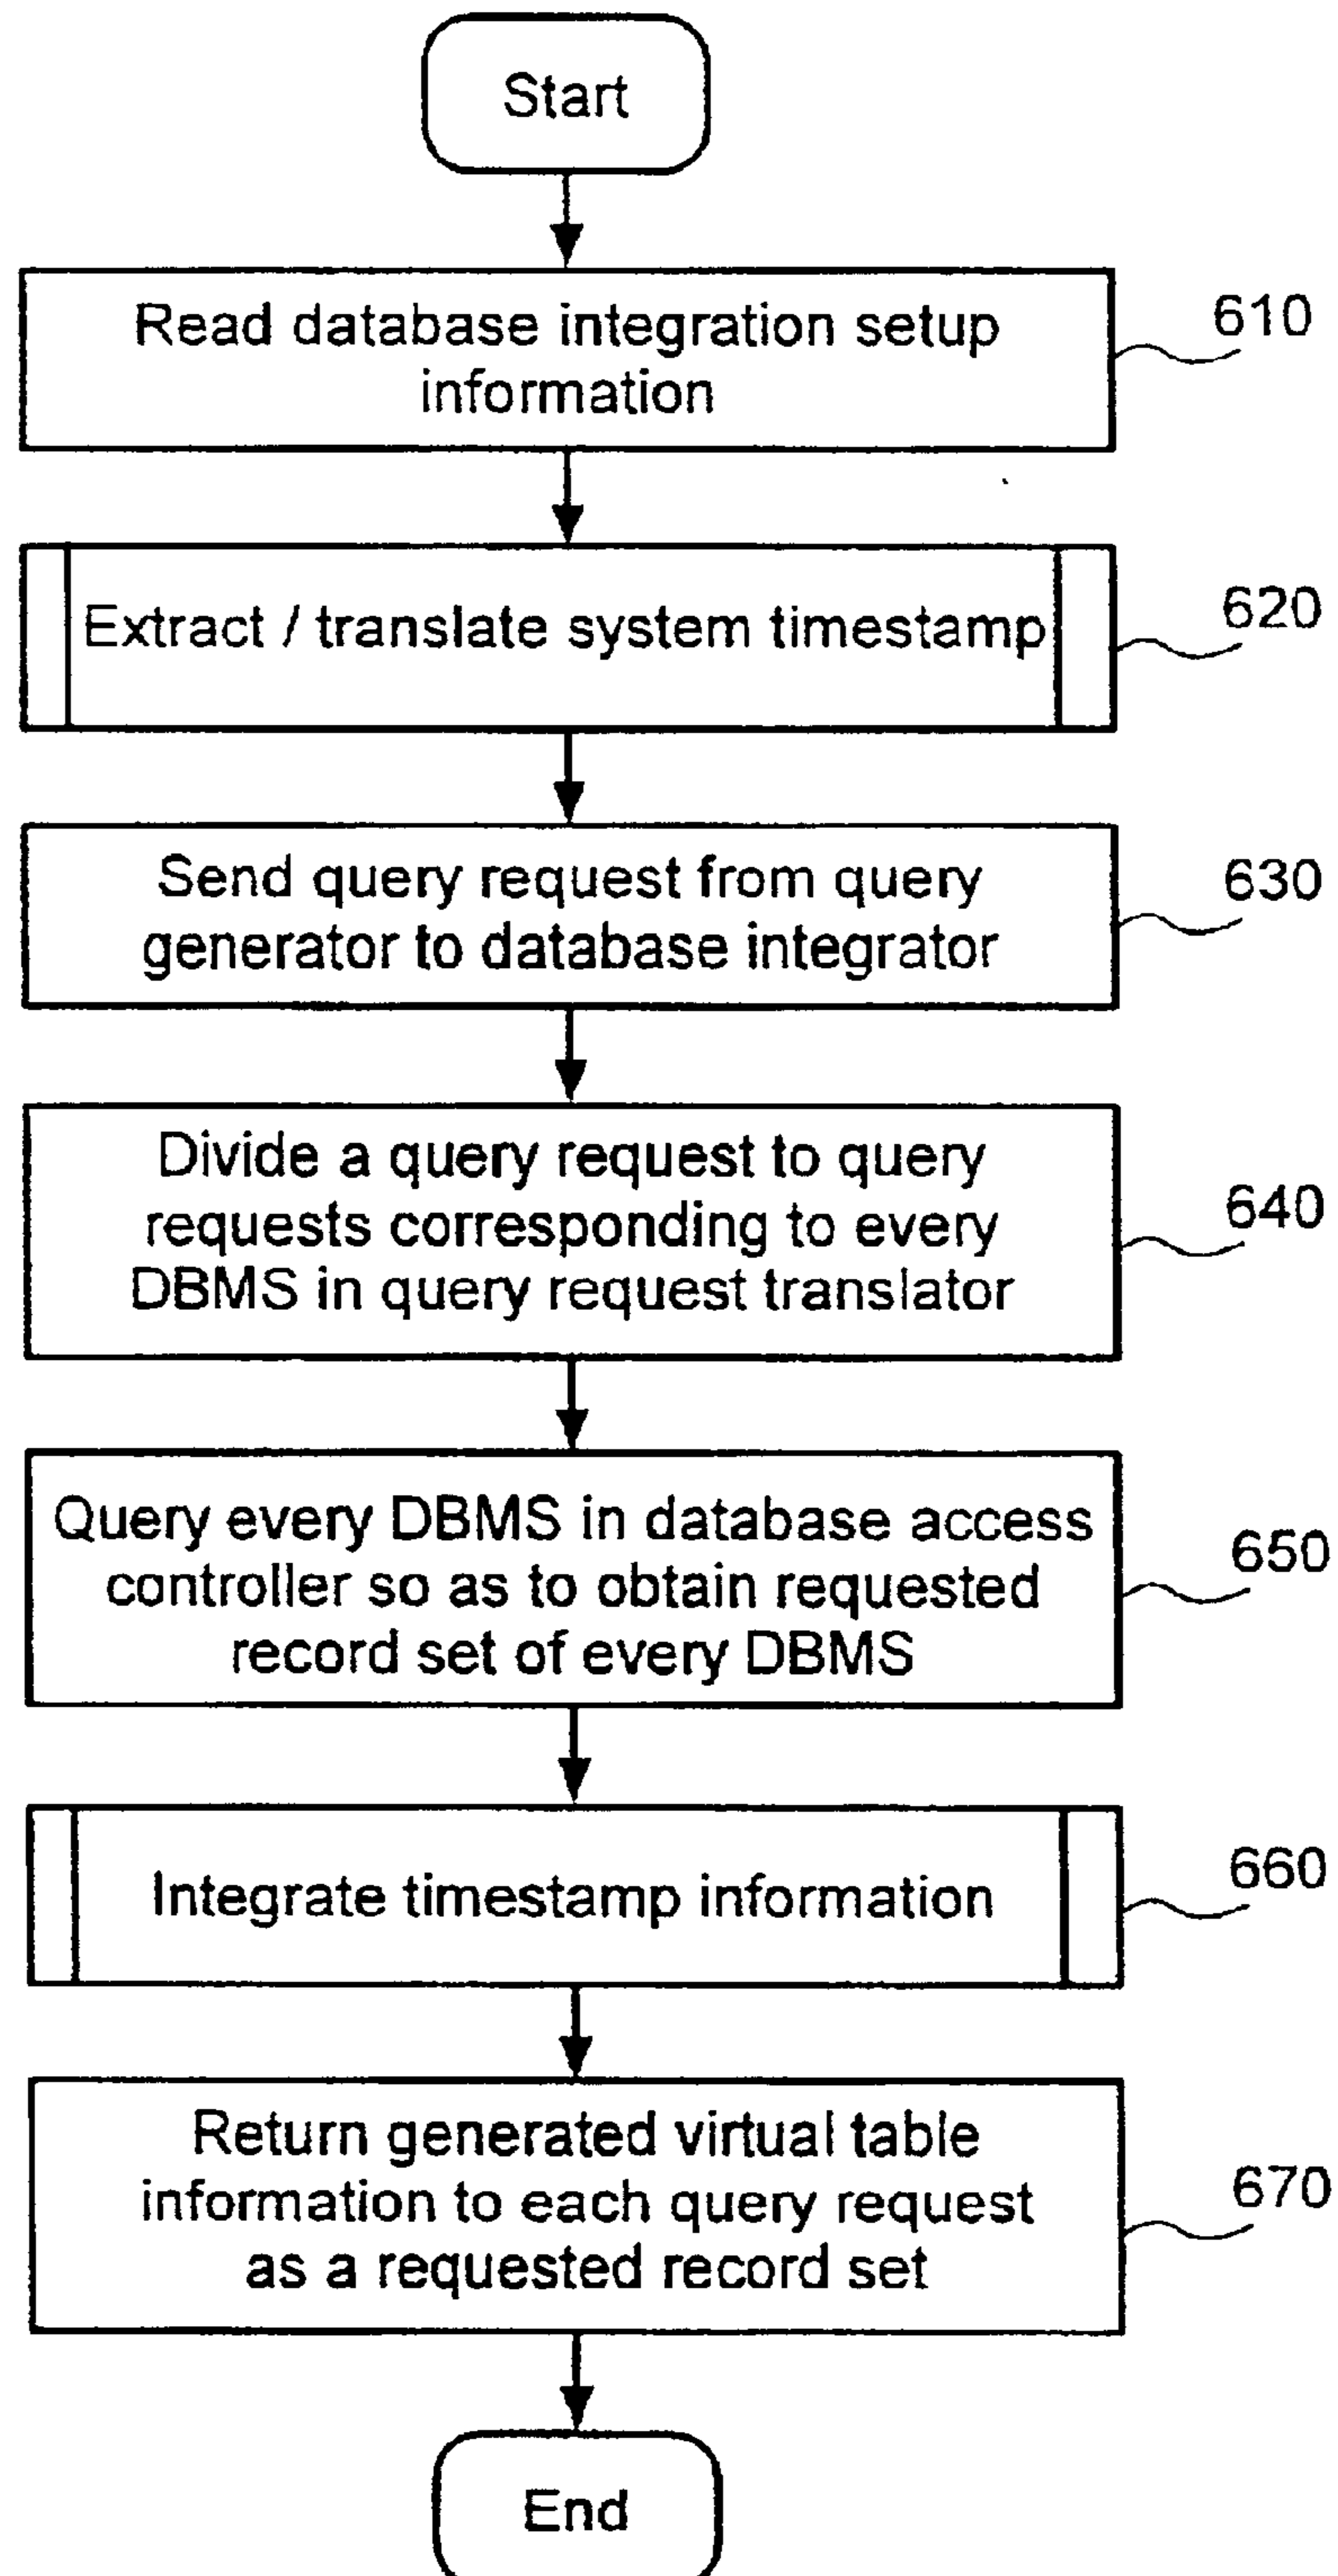 Start
Read database integration setup
information
610
Extract / translate system timestamp
620
Send query request from query
generator to database integrator
630
Divide a query request to query
requests corresponding to every
DBMS in query request translator
640
Query every DBMS in database access
controller so as to obtain requested
record set of every DBMS
650
Integrate timestamp information
660
Return generated virtual table
information to each query request
as a requested record set
670
End